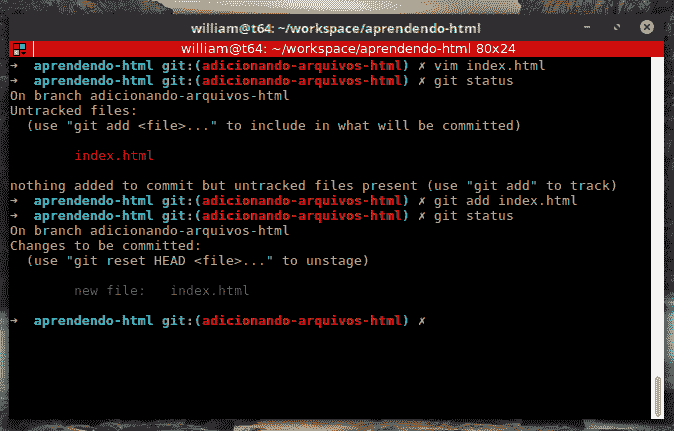 william@t64: ~/workspace/aprendendo-html
william@t64: ~/workspace/aprendendo-html 80x24
➜  aprendendo-html git:(adicionando-arquivos-html) ✗ vim index.html
➜  aprendendo-html git:(adicionando-arquivos-html) ✗ git status
On branch adicionando-arquivos-html
Untracked files:
  (use "git add <file>..." to include in what will be committed)
        index.html
nothing added to commit but untracked files present (use "git add" to track)
➜  aprendendo-html git:(adicionando-arquivos-html) ✗ git add index.html
➜  aprendendo-html git:(adicionando-arquivos-html) ✗ git status
On branch adicionando-arquivos-html
Changes to be committed:
  (use "git reset HEAD <file>..." to unstage)
        new file:   index.html
➜  aprendendo-html git:(adicionando-arquivos-html) ✗